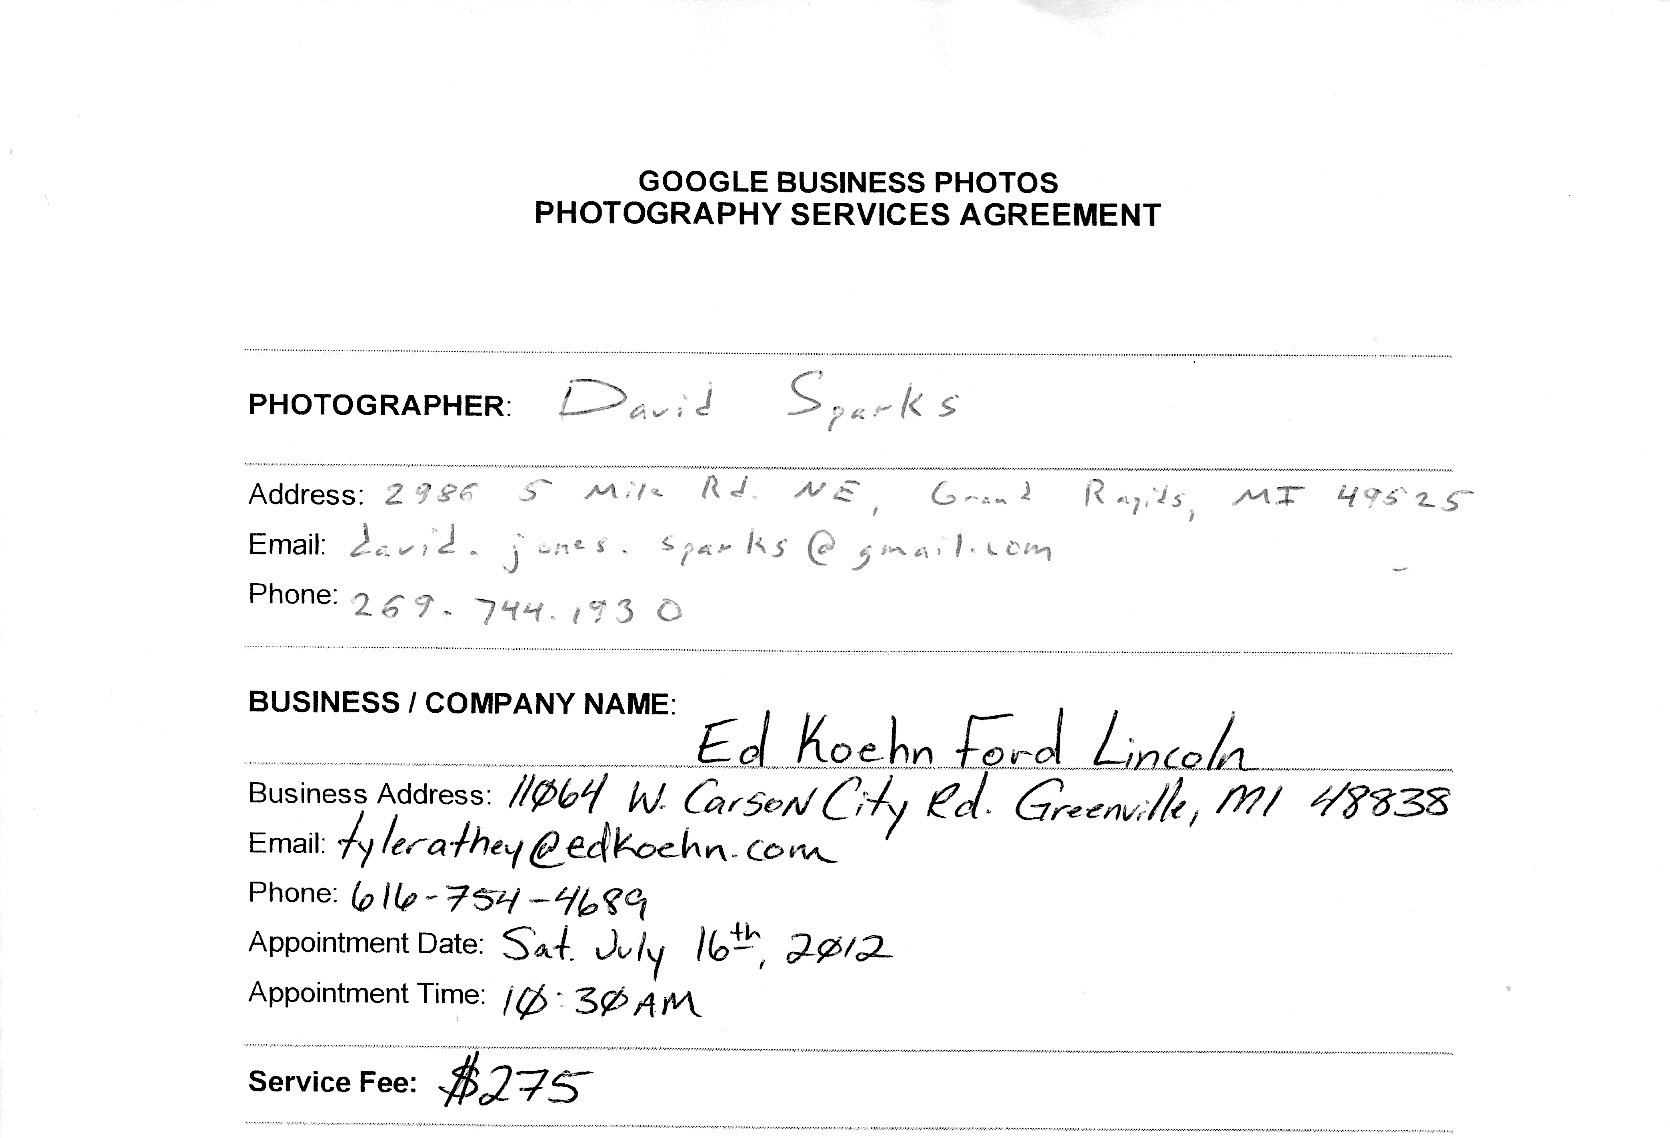 GOOGLE BUSINESS PHOTOS
PHOTOGRAPHY SERVICES AGREEMENT
PHOTOGRAPHER: David Sparks
Address: 2986 5 Mile Rd. NE, Grand Rapids, MI 49525
Email: david.jones.sparks@gmail.com
Phone: 269.744.1930
BUSINESS / COMPANY NAME: Ed Koehn Ford Lincoln
Business Address: 11064 W. Carson City Rd. Greenville, MI 48838
Email: tylerathey@edkoehn.com
Phone: 616-754-4689
Appointment Date: Sat. July 16th, 2012
Appointment Time: 10:30AM
Service Fee: $275